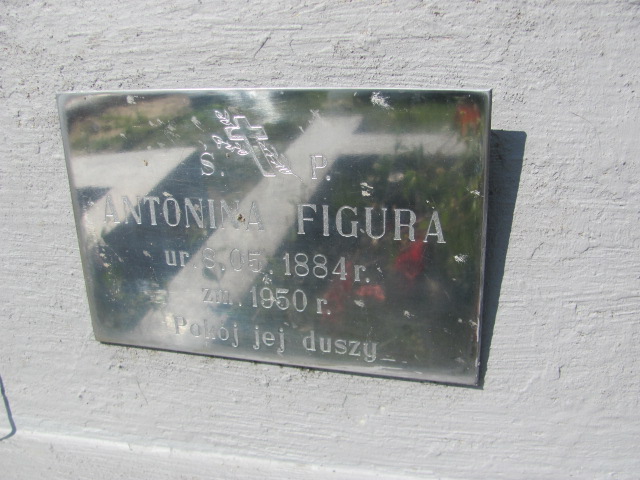 Ś. P.
ANTONINA FIGURA
ur. 8.05.1884 r.
zm. 1950 r.
Pokój jej duszy